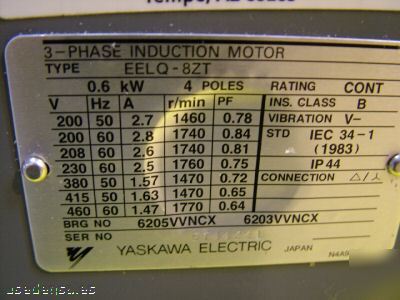 3-PHASE INDUCTION MOTOR
TYPE EELQ-8ZT
0.6 kW 4 POLES RATING CONT
V Hz A r/min PF INS. CLASS B
200 50 2.7 1460 0.78 VIBRATION V-
200 60 2.8 1740 0.84 STD IEC 34-1
208 60 2.6 1740 0.81 (1983)
230 60 2.5 1760 0.75 IP 44
380 50 1.57 1470 0.72 CONNECTION △/⅄
415 50 1.63 1470 0.65
460 60 1.47 1770 0.64
BRG NO 6205VVNCX 6203VVNCX
SER NO
YASKAWA ELECTRIC JAPAN
usedeqsales